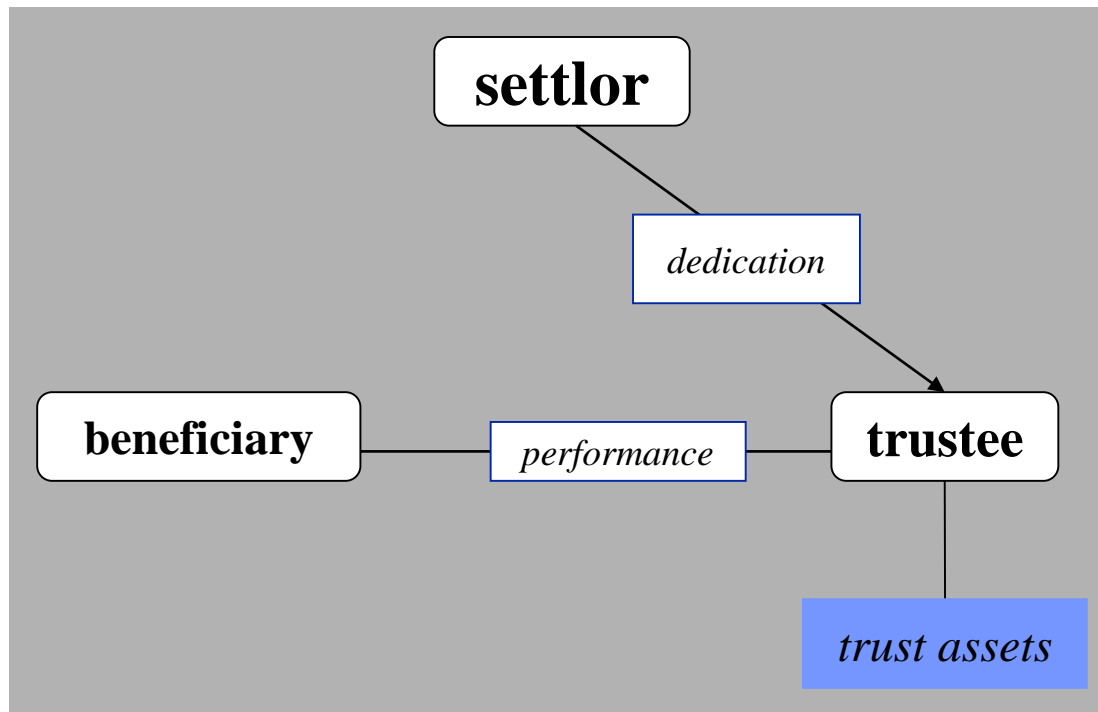 settlor
dedication
beneficiary
performance
trustee
trust assets